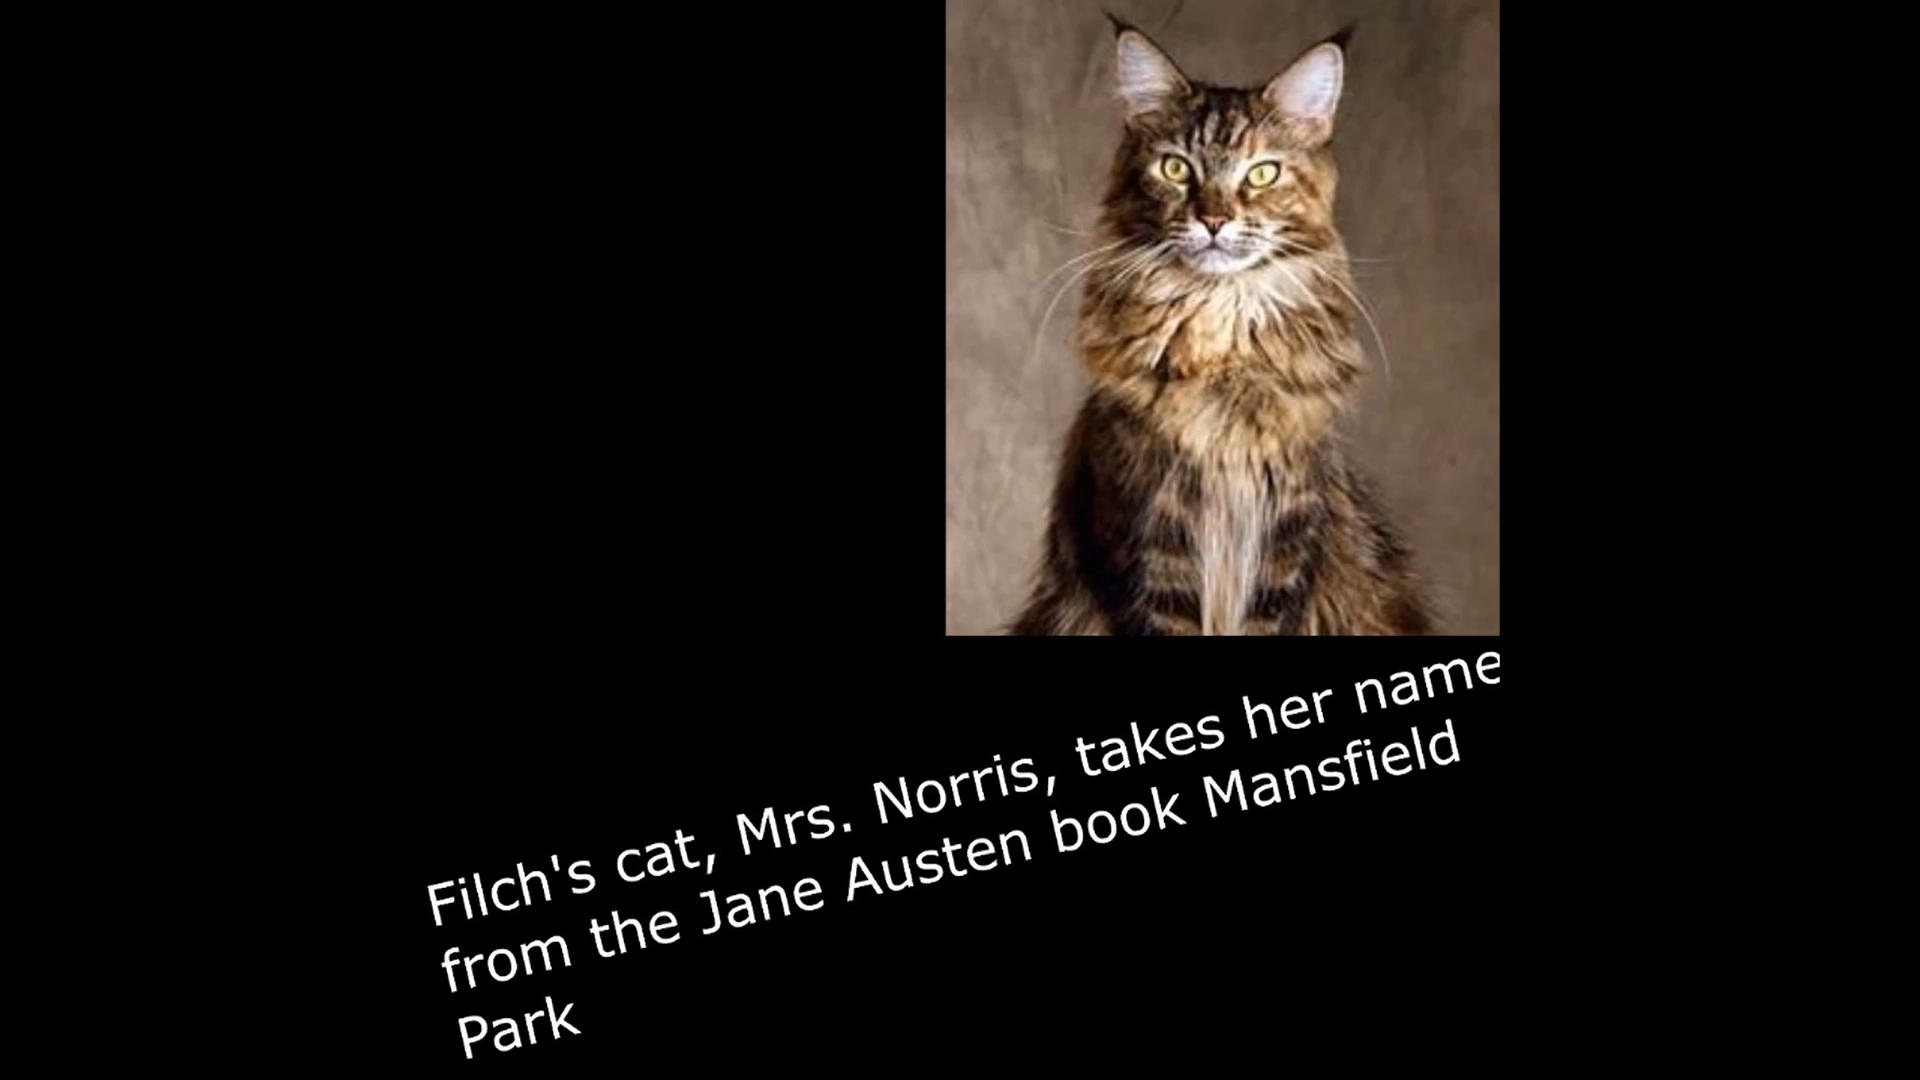 Filch's cat, Mrs. Norris, takes her name
from the Jane Austen book Mansfield
Park